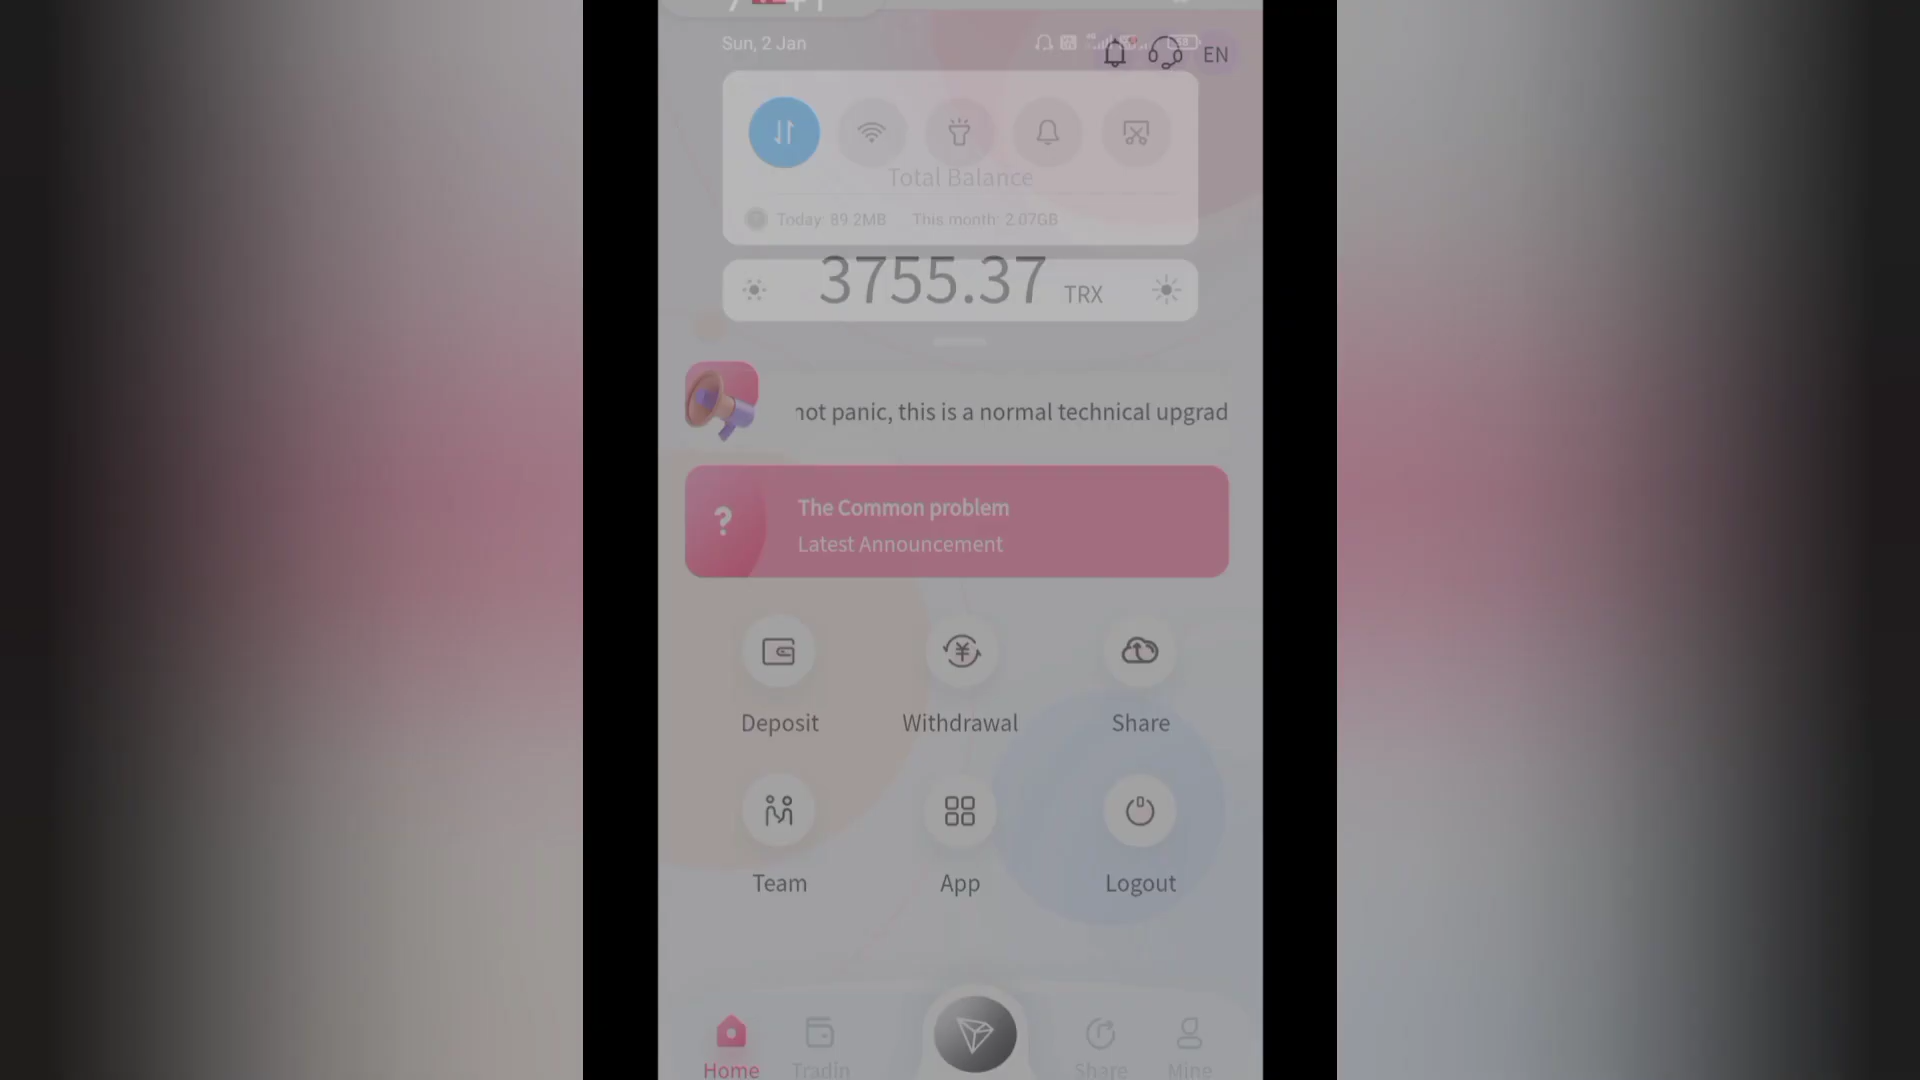 Sun, 2 Jan
EN
Total Balance
Today: 89.2MB This month: 2.07GB
3755.37 TRX
not panic, this is a normal technical upgrad
?
The Common problem
Latest Announcement
Deposit
Withdrawal
Share
Team
App
Logout
Home
Tradin
Share
Mine